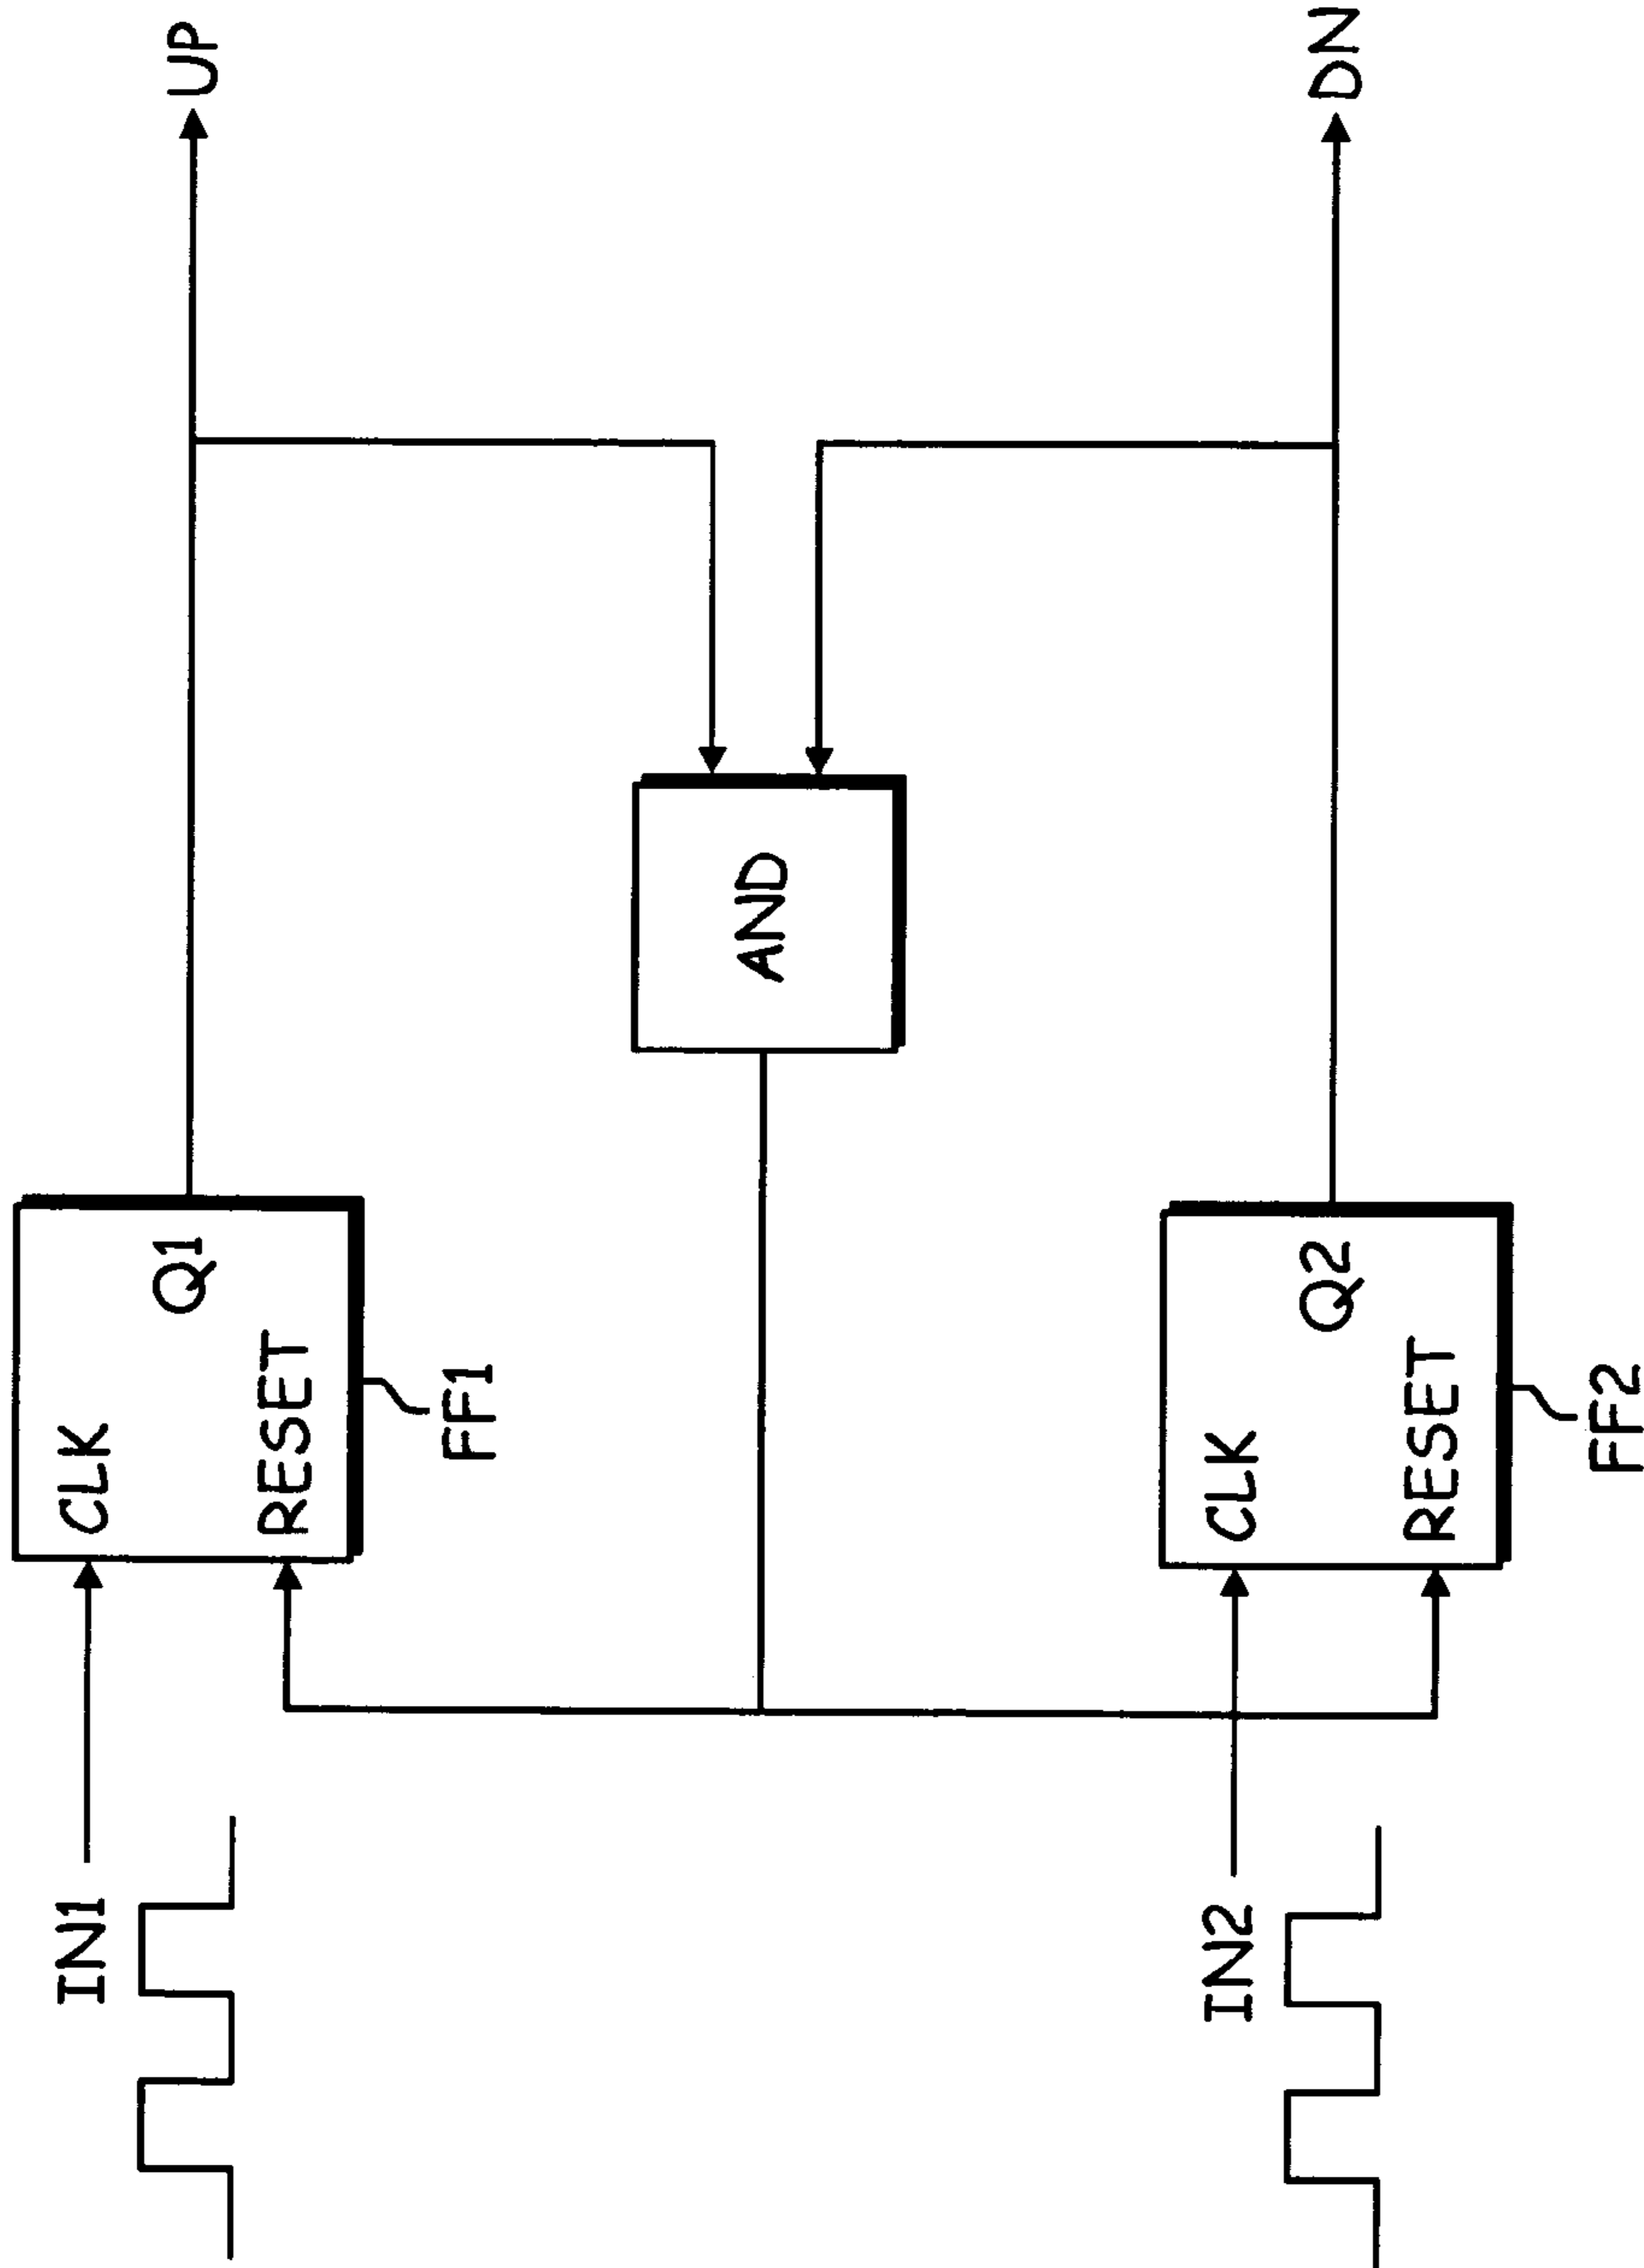 IN1
CLK
Q1
RESET
FF1
UP
AND
IN2
CLK
Q2
RESET
FF2
DN